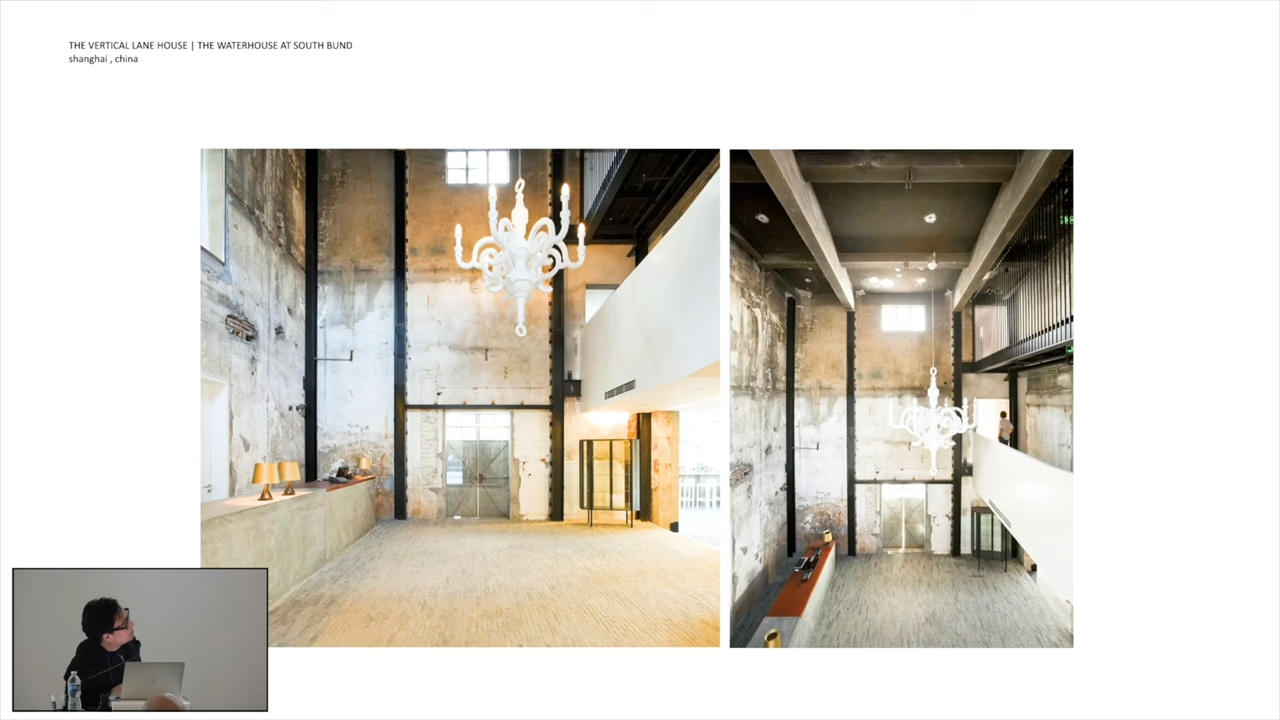 THE VERTICAL LANE HOUSE | THE WATERHOUSE AT SOUTH BUND
shanghai , china